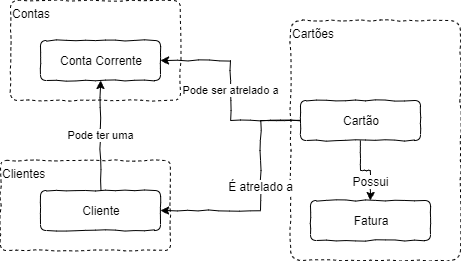 Contas
Cartões
Conta Corrente
Pode ser atrelado a
Cartão
Pode ter uma
Clientes
Possui
É atrelado a
Cliente
Fatura